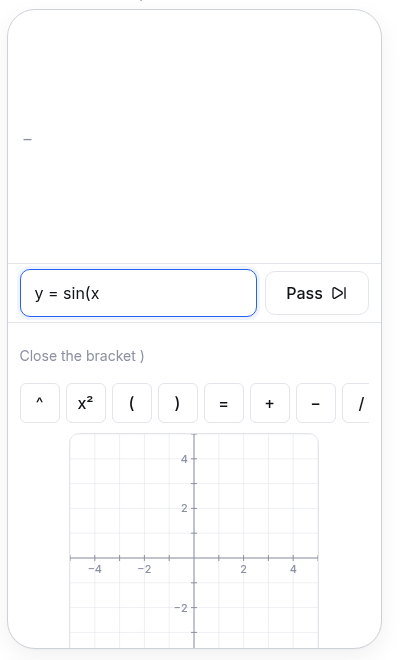 –
y = sin(x
Pass
Close the bracket )
^ x² ( ) = + − /
4
2
−4 −2 2 4
−2